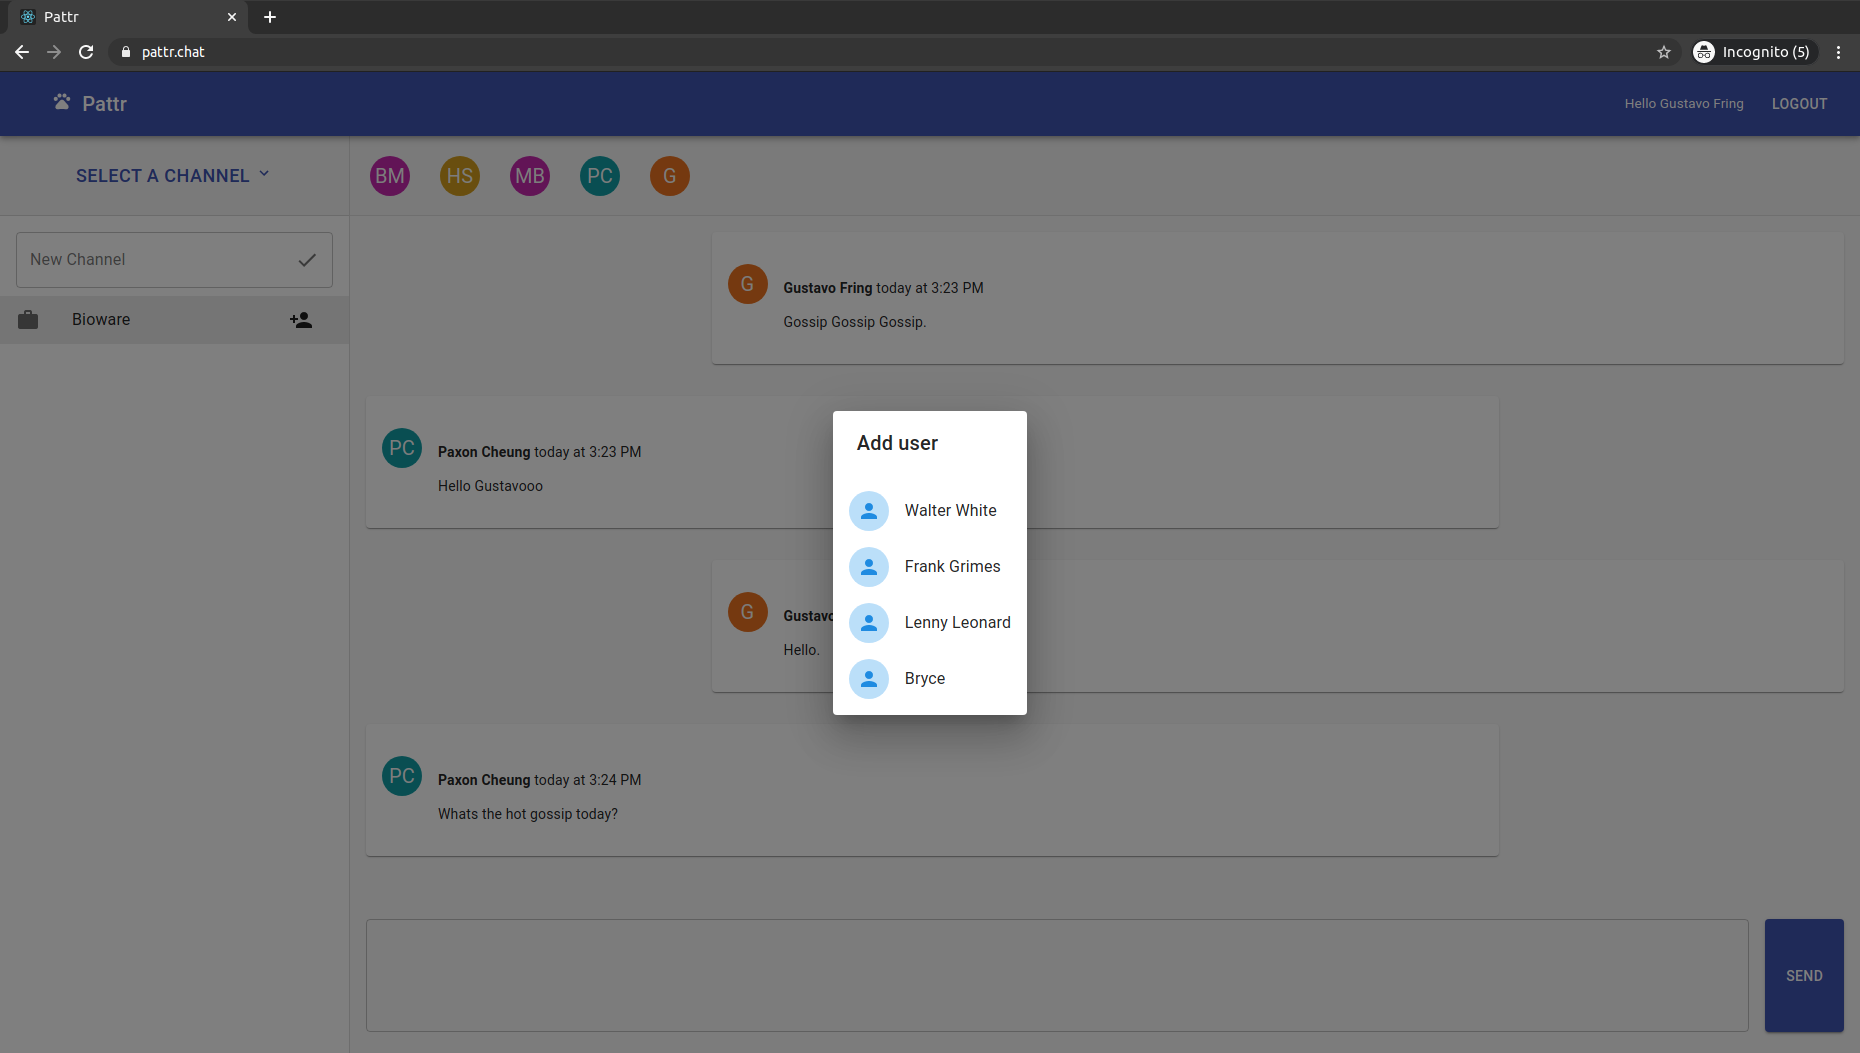 Pattr
pattr.chat
Incognito (5)
Pattr
Hello Gustavo Fring
LOGOUT
SELECT A CHANNEL
BM
HS
MB
PC
G
New Channel
Bioware
G
Gustavo Fring today at 3:23 PM
Gossip Gossip Gossip.
PC
Paxon Cheung today at 3:23 PM
Hello Gustavooo
G
Gustavo
Hello.
PC
Paxon Cheung today at 3:24 PM
Whats the hot gossip today?
Add user
Walter White
Frank Grimes
Lenny Leonard
Bryce
SEND